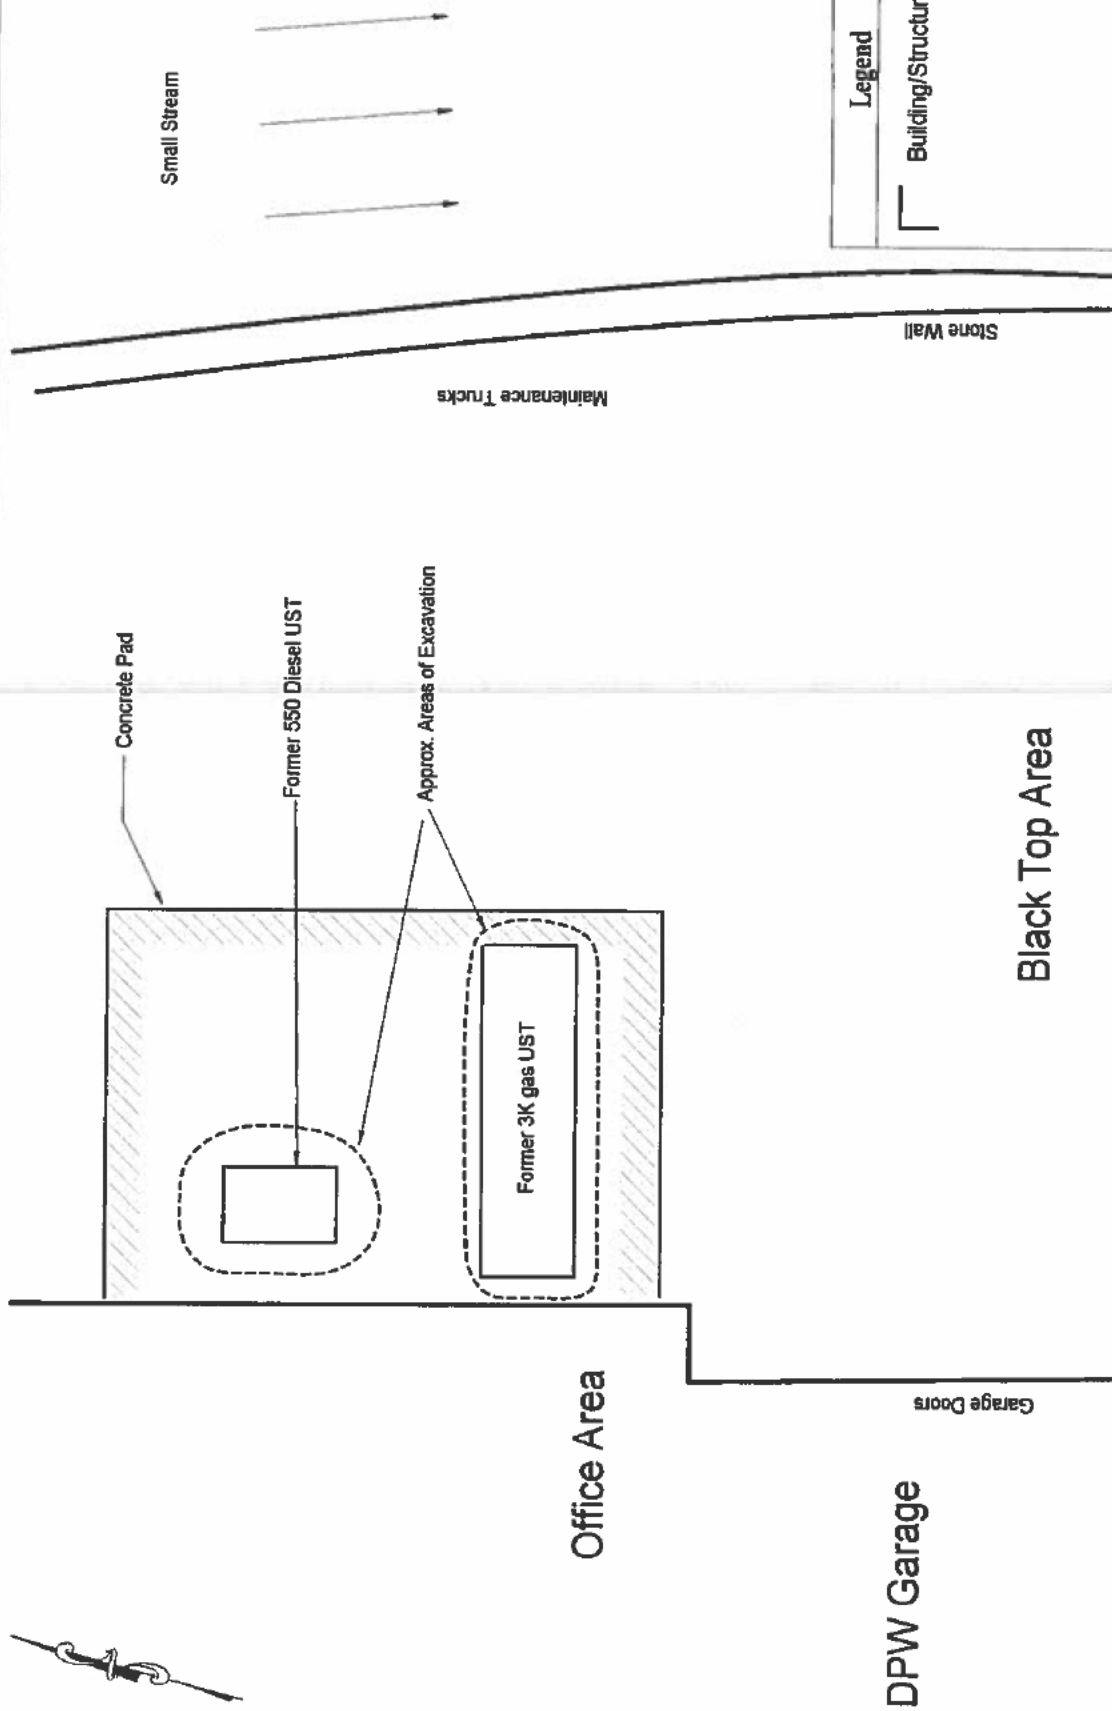 Small Stream
Legend
Building/Structur
Stone Wall
Maintenance Trucks
Concrete Pad
Former 550 Diesel UST
Approx. Areas of Excavation
Former 3K gas UST
Black Top Area
Office Area
Garage Doors
DPW Garage